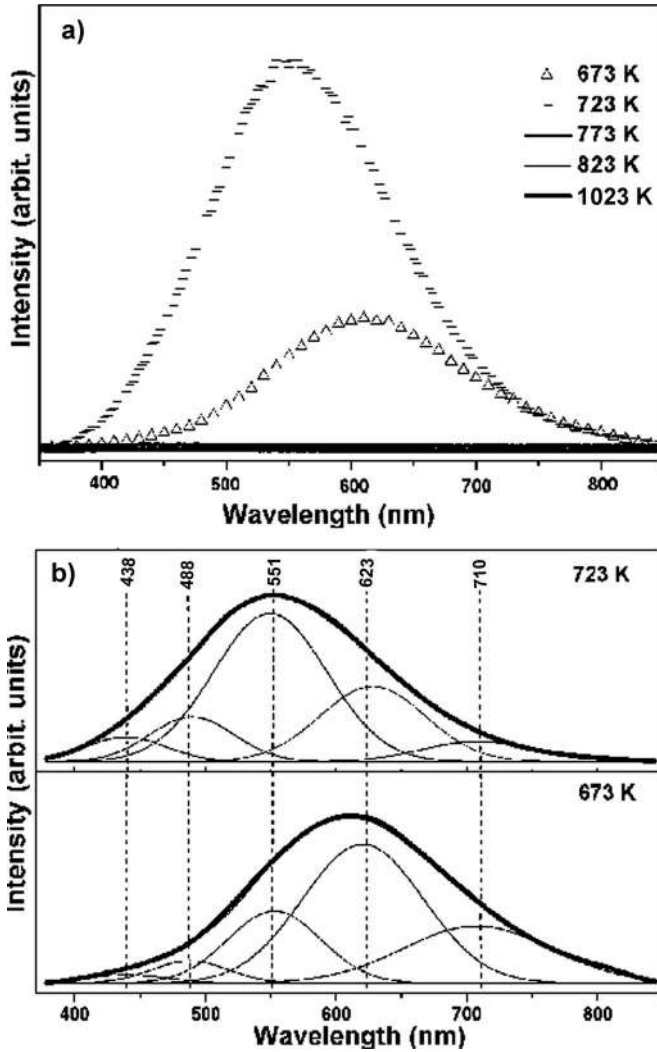 a)
Intensity (arbit. units)
673 K
723 K
773 K
823 K
1023 K
400 500 600 700 800
Wavelength (nm)
b)
438 488 551 623 710
723 K
Intensity (arbit. units)
673 K
400 500 600 700 800
Wavelength (nm)